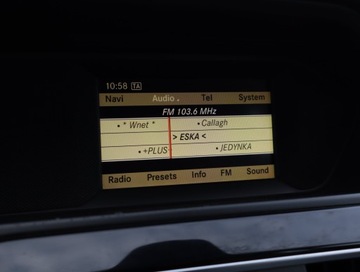 10:58 TA
Navi Audio Tel System
FM 103.6 MHz
• * Wnet * • Callagh
> ESKA <
• +PLUS • JEDYNKA
Radio Presets Info FM Sound